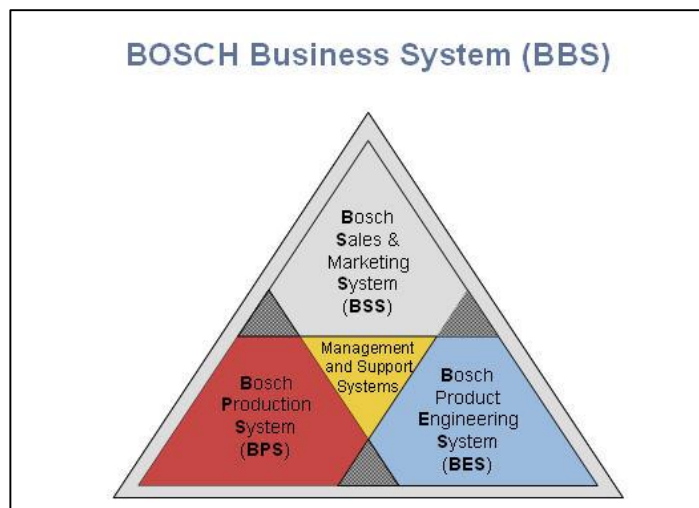 BOSCH Business System (BBS)
Bosch
Sales &
Marketing
System
(BSS)
Management
and Support
Systems
Bosch
Production
System
(BPS)
Bosch
Product
Engineering
System
(BES)